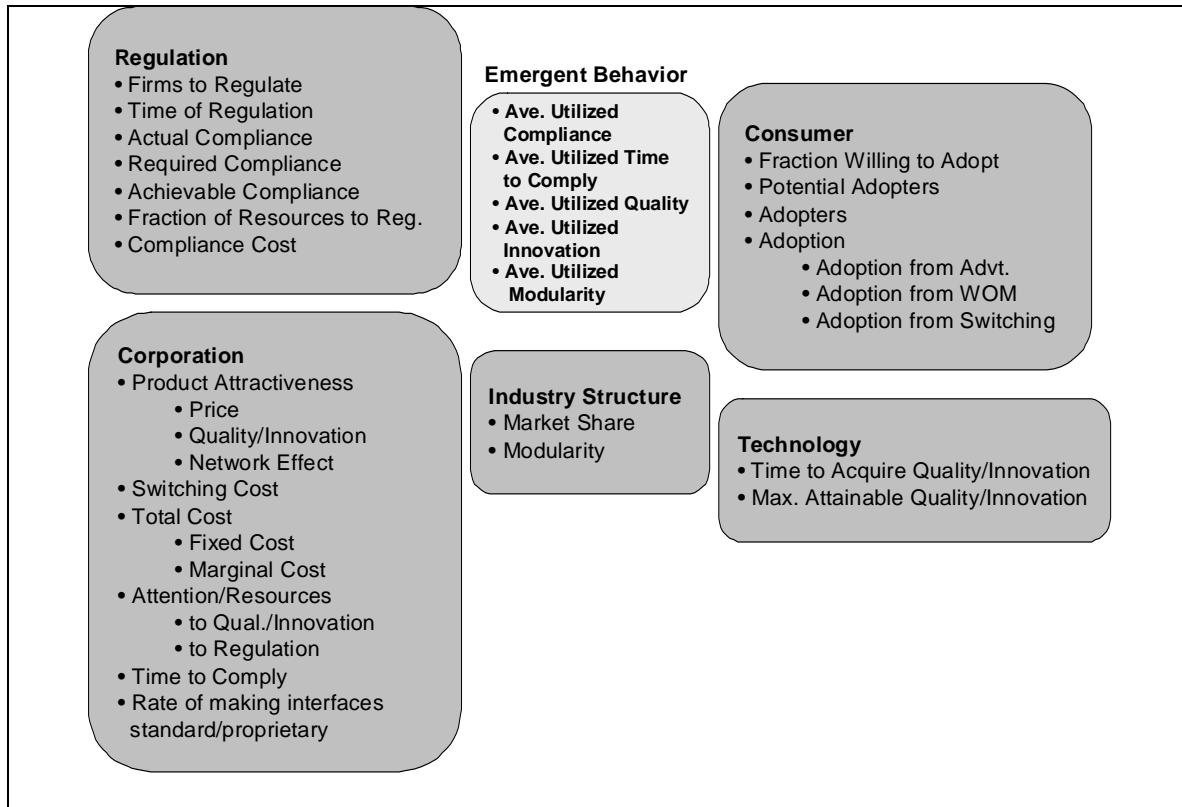 Regulation
• Firms to Regulate
• Time of Regulation
• Actual Compliance
• Required Compliance
• Achievable Compliance
• Fraction of Resources to Reg.
• Compliance Cost
Emergent Behavior
• Ave. Utilized
Compliance
• Ave. Utilized Time
to Comply
• Ave. Utilized Quality
• Ave. Utilized
Innovation
• Ave. Utilized
Modularity
Consumer
• Fraction Willing to Adopt
• Potential Adopters
• Adopters
• Adoption
• Adoption from Advt.
• Adoption from WOM
• Adoption from Switching
Corporation
• Product Attractiveness
• Price
• Quality/Innovation
• Network Effect
• Switching Cost
• Total Cost
• Fixed Cost
• Marginal Cost
• Attention/Resources
• to Qual./Innovation
• to Regulation
• Time to Comply
• Rate of making interfaces
standard/proprietary
Industry Structure
• Market Share
• Modularity
Technology
• Time to Acquire Quality/Innovation
• Max. Attainable Quality/Innovation